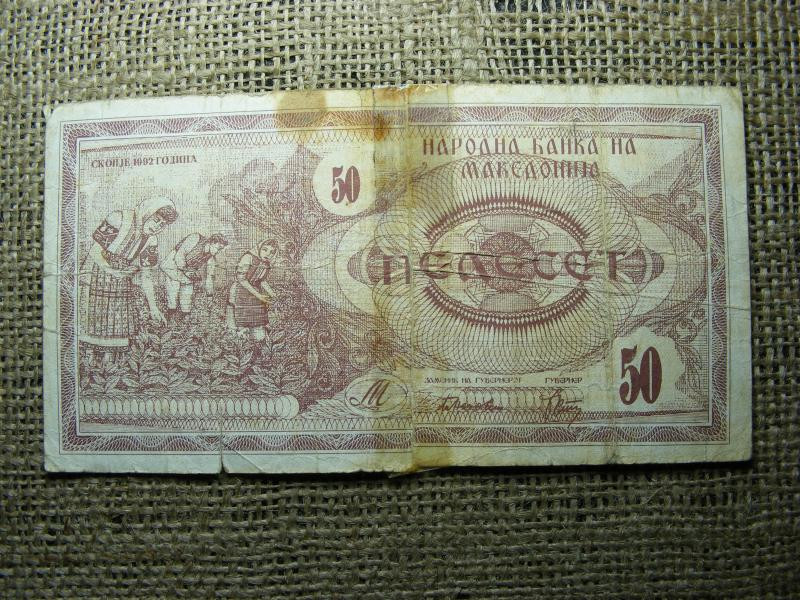 СКОПЈЕ 1992 ГОДИНА
50
НАРОДНА БАНКА НА
МАКЕДОНИЈА
ПЕДЕСЕТ
50
ЗАМЕНИК НА ГУВЕРНЕРОТ ГУВЕРНЕР
М